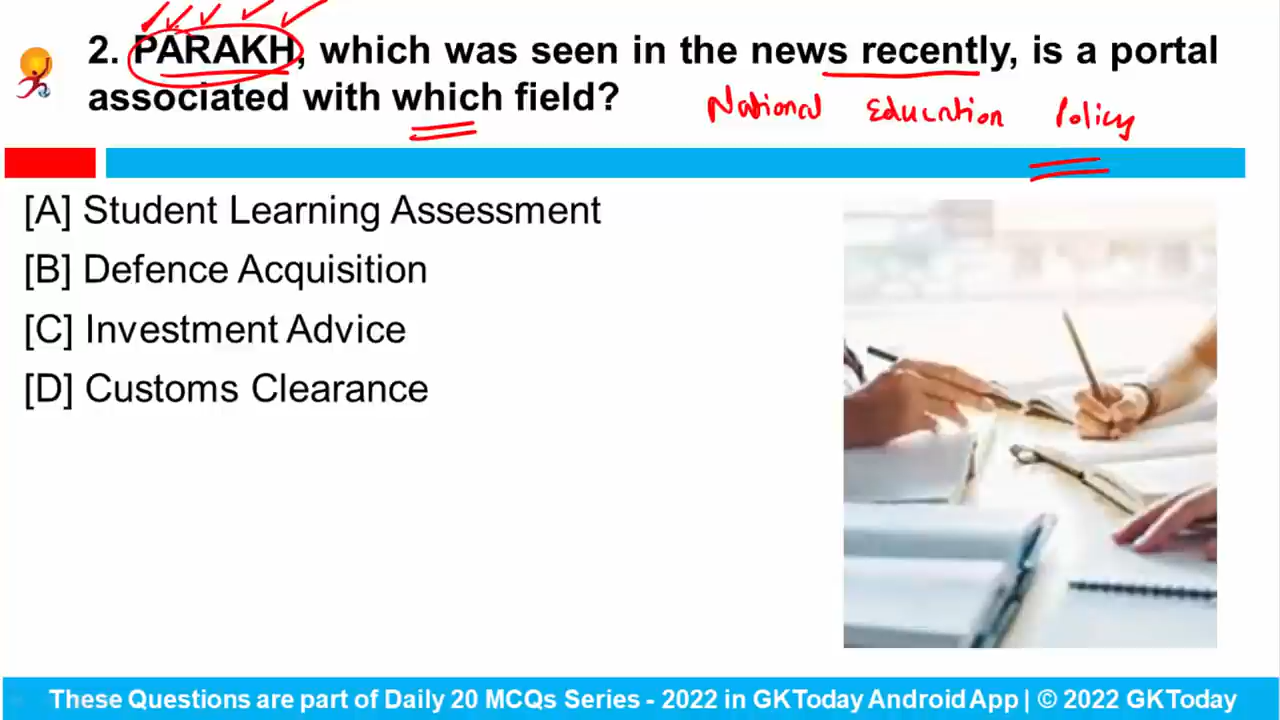 2. PARAKH, which was seen in the news recently, is a portal
associated with which field?
National Education Policy
[A] Student Learning Assessment
[B] Defence Acquisition
[C] Investment Advice
[D] Customs Clearance
These Questions are part of Daily 20 MCQs Series - 2022 in GKToday Android App | © 2022 GKToday